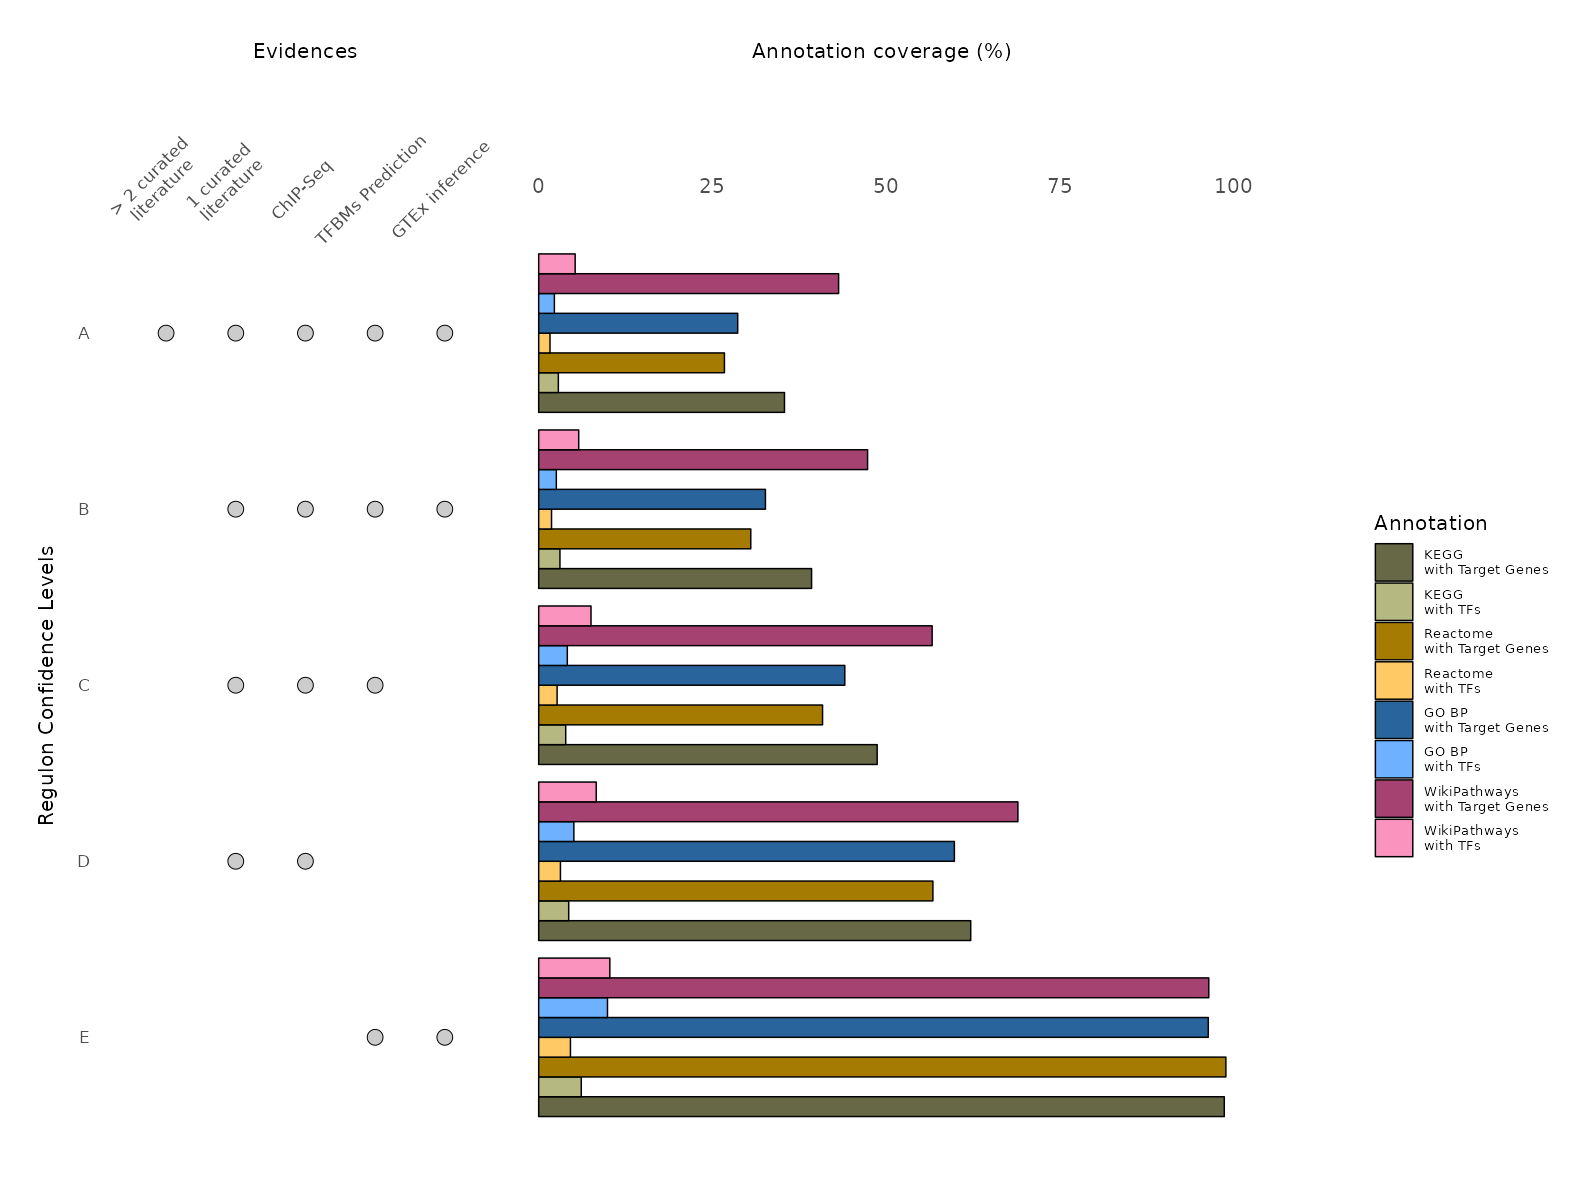 Evidences
Annotation coverage (%)
> 2 curated
literature
1 curated
literature
ChIP-Seq
TFBMs Prediction
GTEx inference
0 25 50 75 100
Regulon Confidence Levels
A
B
C
D
E
Annotation
KEGG
with Target Genes
KEGG
with TFs
Reactome
with Target Genes
Reactome
with TFs
GO BP
with Target Genes
GO BP
with TFs
WikiPathways
with Target Genes
WikiPathways
with TFs